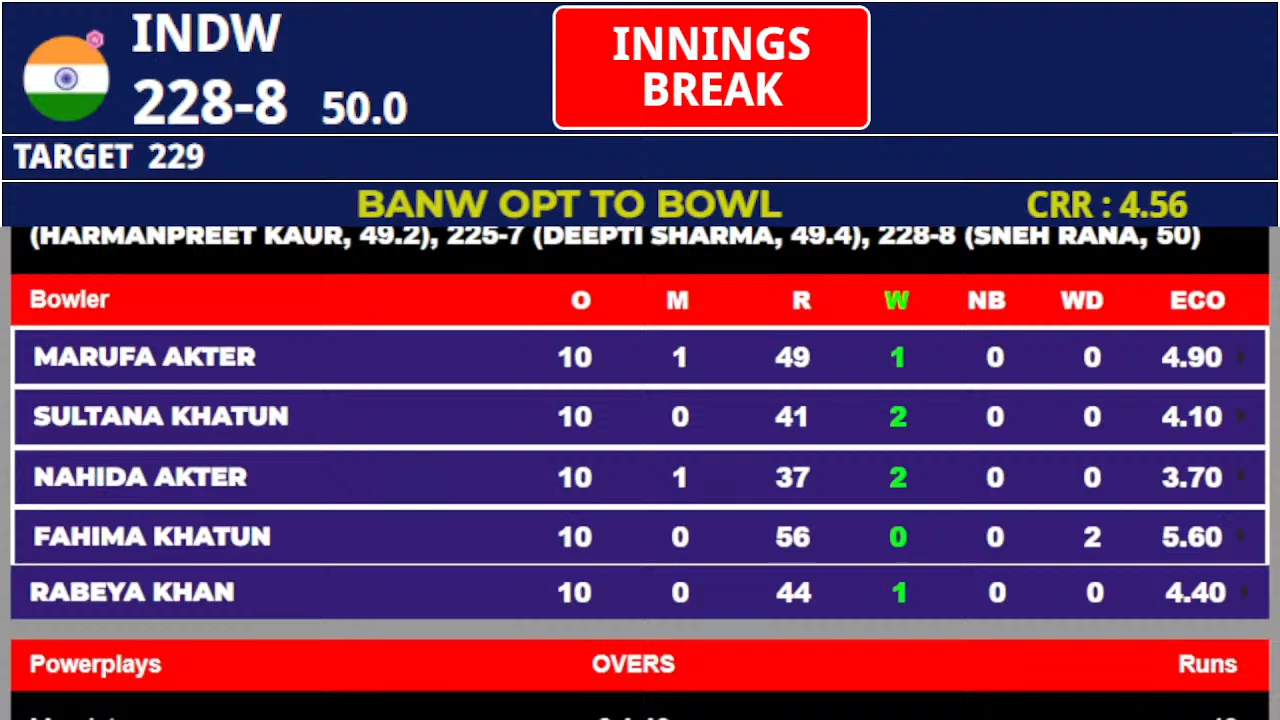 INDW
228-8 50.0
INNINGS
BREAK
TARGET 229
BANW OPT TO BOWL CRR : 4.56
(HARMANPREET KAUR, 49.2), 225-7 (DEEPTI SHARMA, 49.4), 228-8 (SNEH RANA, 50)
Bowler O M R W NB WD ECO
MARUFA AKTER 10 1 49 1 0 0 4.90
SULTANA KHATUN 10 0 41 2 0 0 4.10
NAHIDA AKTER 10 1 37 2 0 0 3.70
FAHIMA KHATUN 10 0 56 0 0 2 5.60
RABEYA KHAN 10 0 44 1 0 0 4.40
Powerplays OVERS Runs